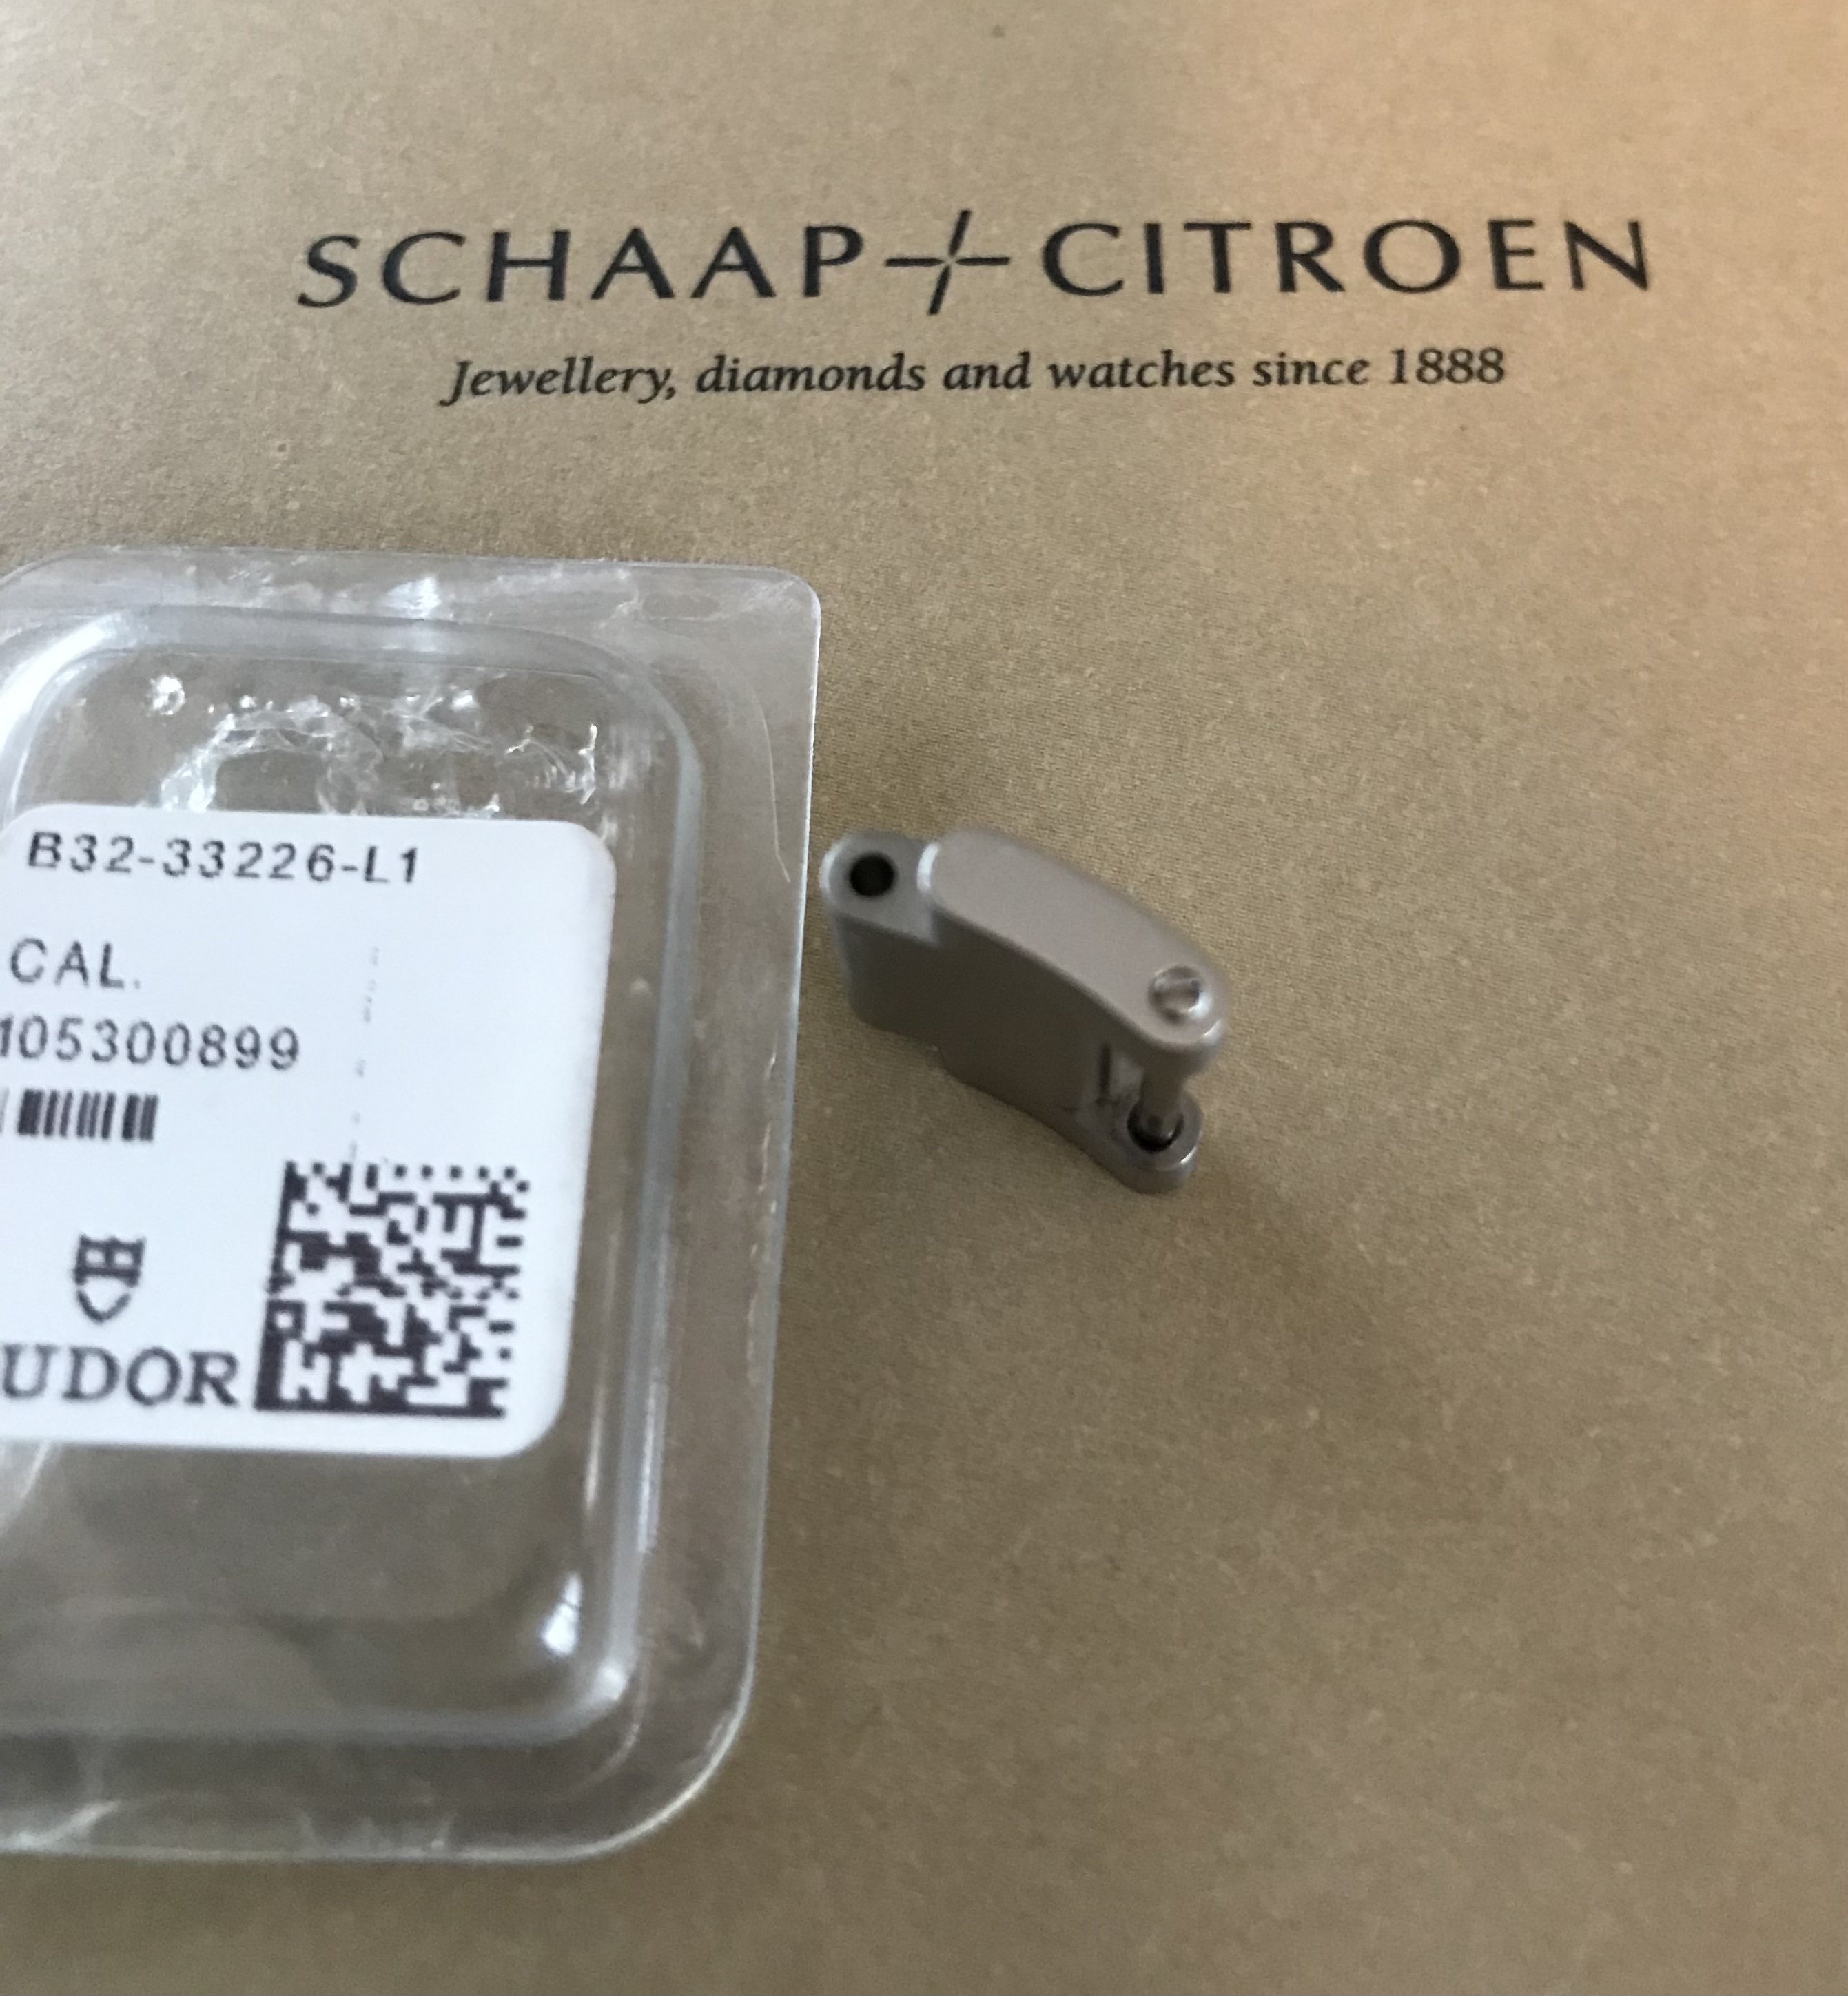 SCHAAP CITROEN
Jewellery, diamonds and watches since 1888
B32-33226-L1
CAL.
105300899
UDOR